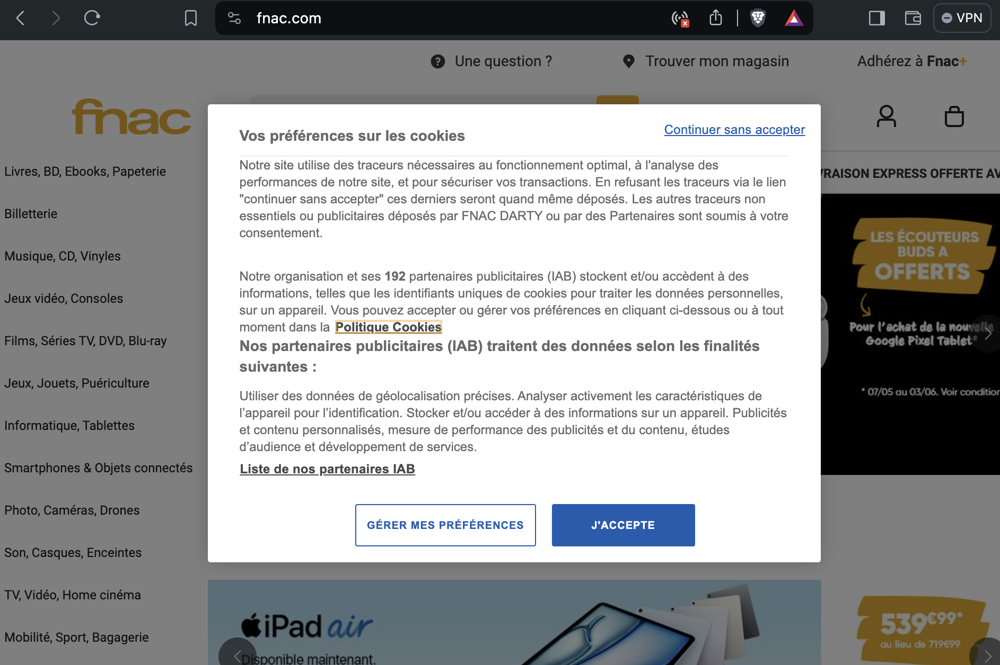 fnac.com
VPN
Une question ?
Trouver mon magasin
Adhérez à Fnac+
fnac
Livres, BD, Ebooks, Papeterie
Billetterie
Musique, CD, Vinyles
Jeux vidéo, Consoles
Films, Séries TV, DVD, Blu-ray
Jeux, Jouets, Puériculture
Informatique, Tablettes
Smartphones & Objets connectés
Photo, Caméras, Drones
Son, Casques, Enceintes
TV, Vidéo, Home cinéma
Mobilité, Sport, Bagagerie
Vos préférences sur les cookies
Continuer sans accepter
Notre site utilise des traceurs nécessaires au fonctionnement optimal, à l'analyse des
performances de notre site, et pour sécuriser vos transactions. En refusant les traceurs via le lien
"continuer sans accepter" ces derniers seront quand même déposés. Les autres traceurs non
essentiels ou publicitaires déposés par FNAC DARTY ou par des Partenaires sont soumis à votre
consentement.
Notre organisation et ses 192 partenaires publicitaires (IAB) stockent et/ou accèdent à des
informations, telles que les identifiants uniques de cookies pour traiter les données personnelles,
sur un appareil. Vous pouvez accepter ou gérer vos préférences en cliquant ci-dessous ou à tout
moment dans la Politique Cookies
Nos partenaires publicitaires (IAB) traitent des données selon les finalités
suivantes :
Utiliser des données de géolocalisation précises. Analyser activement les caractéristiques de
l’appareil pour l’identification. Stocker et/ou accéder à des informations sur un appareil. Publicités
et contenu personnalisés, mesure de performance des publicités et du contenu, études
d’audience et développement de services.
Liste de nos partenaires IAB
GÉRER MES PRÉFÉRENCES
J'ACCEPTE
VRAISON EXPRESS OFFERTE AV
LES ÉCOUTEURS
BUDS A
OFFERTS
Pour l'achat de la nouvelle
Google Pixel Tablet*
* 07/05 au 03/06. Voir condition
iPad air
Disponible maintenant.
539€99*
au lieu de 719€99